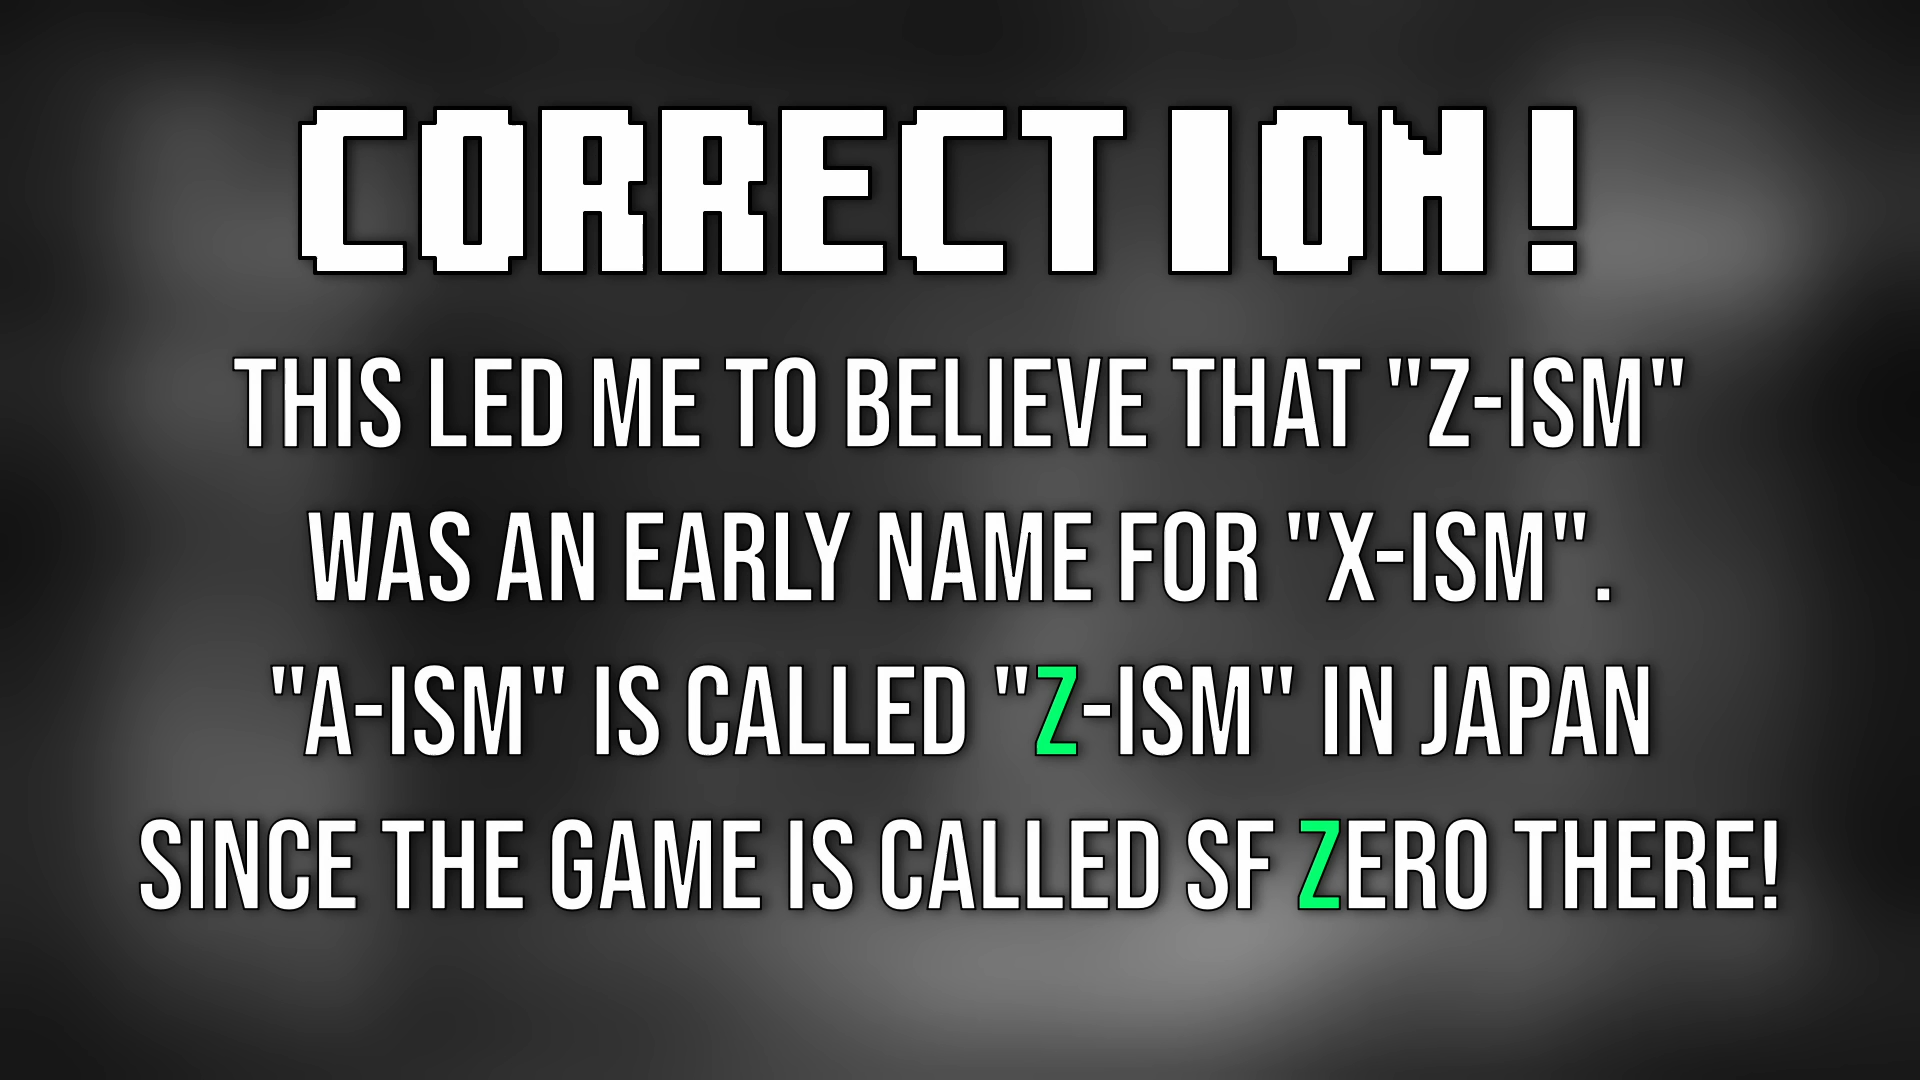 CORRECTION!
THIS LED ME TO BELIEVE THAT "Z-ISM"
WAS AN EARLY NAME FOR "X-ISM".
"A-ISM" IS CALLED "Z-ISM" IN JAPAN
SINCE THE GAME IS CALLED SF ZERO THERE!